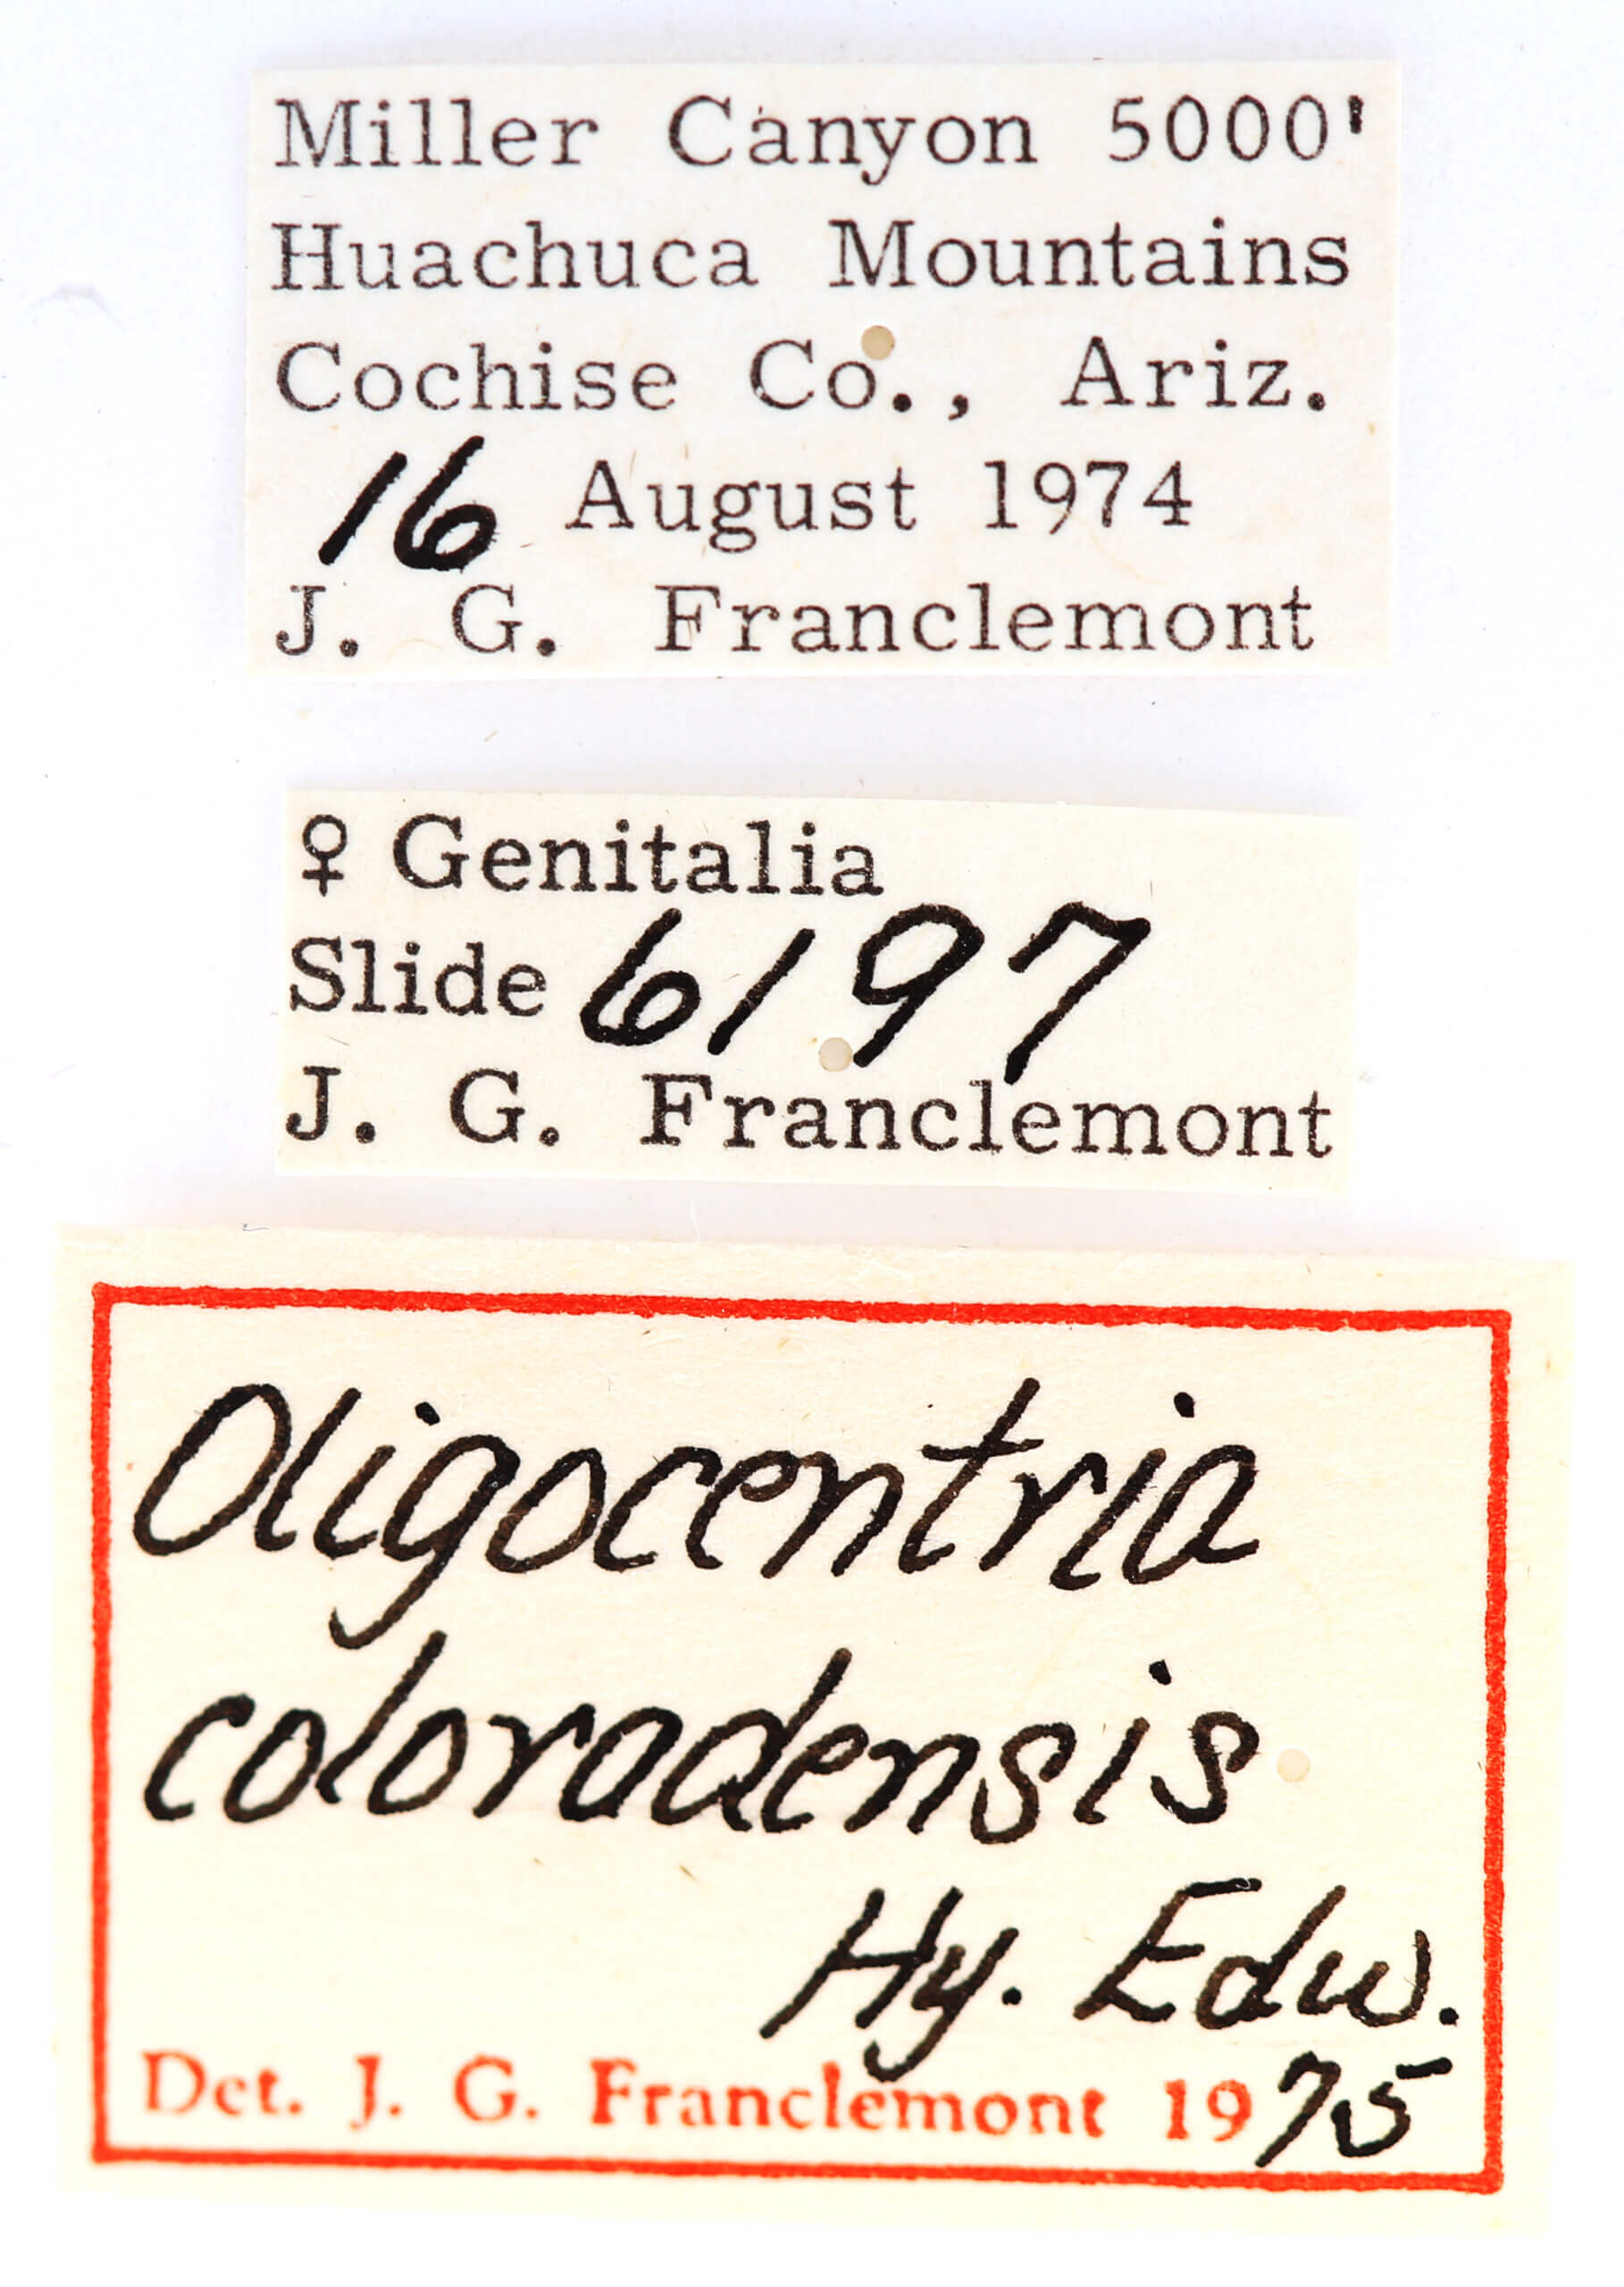 Miller Canyon 5000'
Huachuca Mountains
Cochise Co., Ariz.
16 August 1974
J. G. Franclemont
♀ Genitalia
Slide 6197
J. G. Franclemont
Oligocentria
coloradensis
Hy. Edw.
Det. J. G. Franclemont 1975